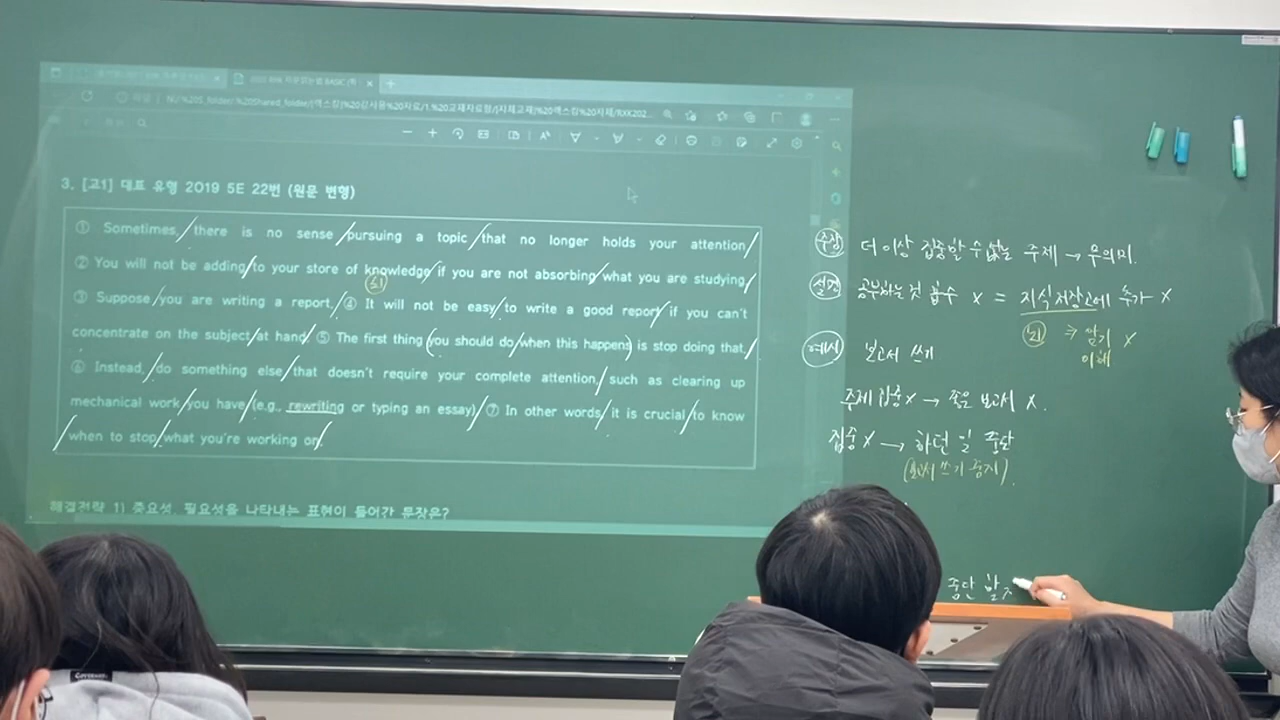 3. [고1] 대표 유형 2019 5E 22번 (원문 변형)
① Sometimes, there is no sense pursuing a topic that no longer holds your attention.
② You will not be adding to your store of knowledge if you are not absorbing what you are studying.
뇌
③ Suppose you are writing a report. ④ It will not be easy to write a good report if you can't
concentrate on the subject at hand. ⑤ The first thing (you should do when this happens) is stop doing that.
⑥ Instead, do something else that doesn't require your complete attention, such as clearing up
mechanical work you have (e.g., rewriting or typing an essay). ⑦ In other words, it is crucial to know
when to stop what you're working on.
해결전략 1) 중요성, 필요성을 나타내는 표현이 들어간 문장은?
주장 더 이상 집중할 수 없는 주제 → 무의미.
설명 공부하는 것 흡수 x = 지식 저장고에 추가 x
뇌 ⇒ 암기 x
이해
예시 보고서 쓰기
주제 집중 x → 좋은 보고서 x.
집중 x → 하던 일 중단
(보고서 쓰기 중지).
중단 할
GOVERNMENT